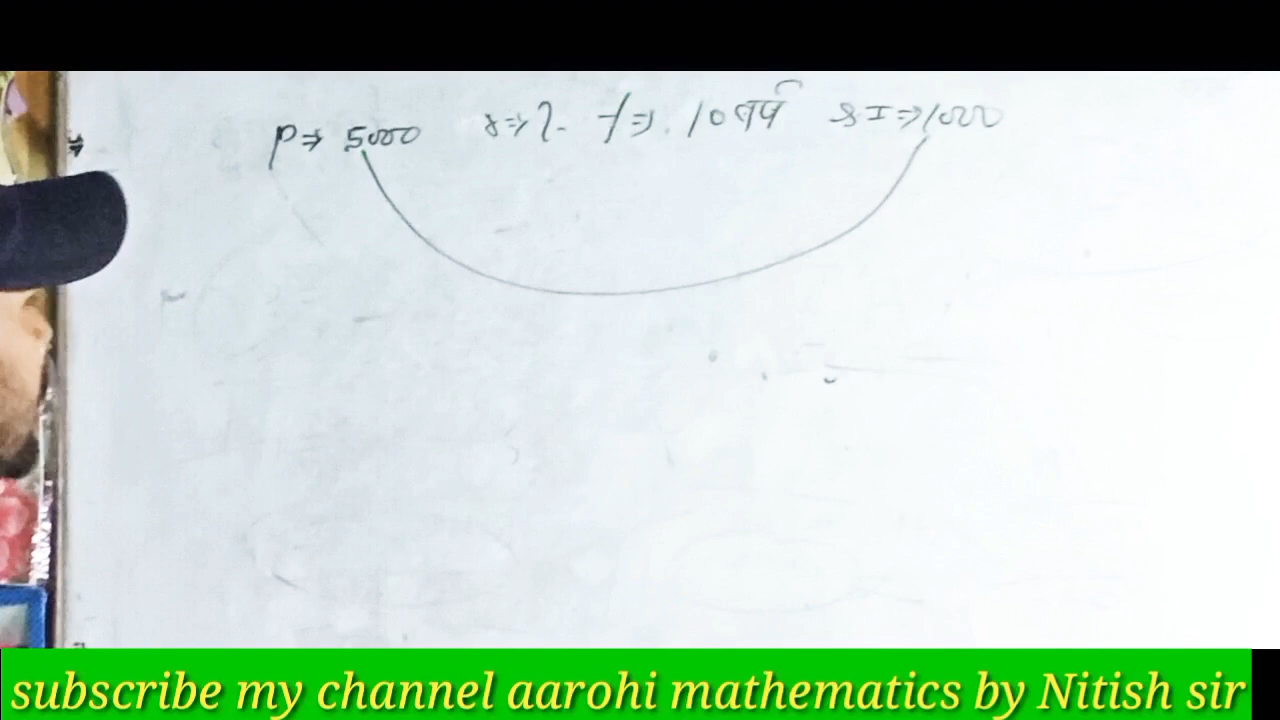 P⇒ 5000 r⇒?. t⇒. 10 वर्ष SI⇒1000
subscribe my channel aarohi mathematics by Nitish sir